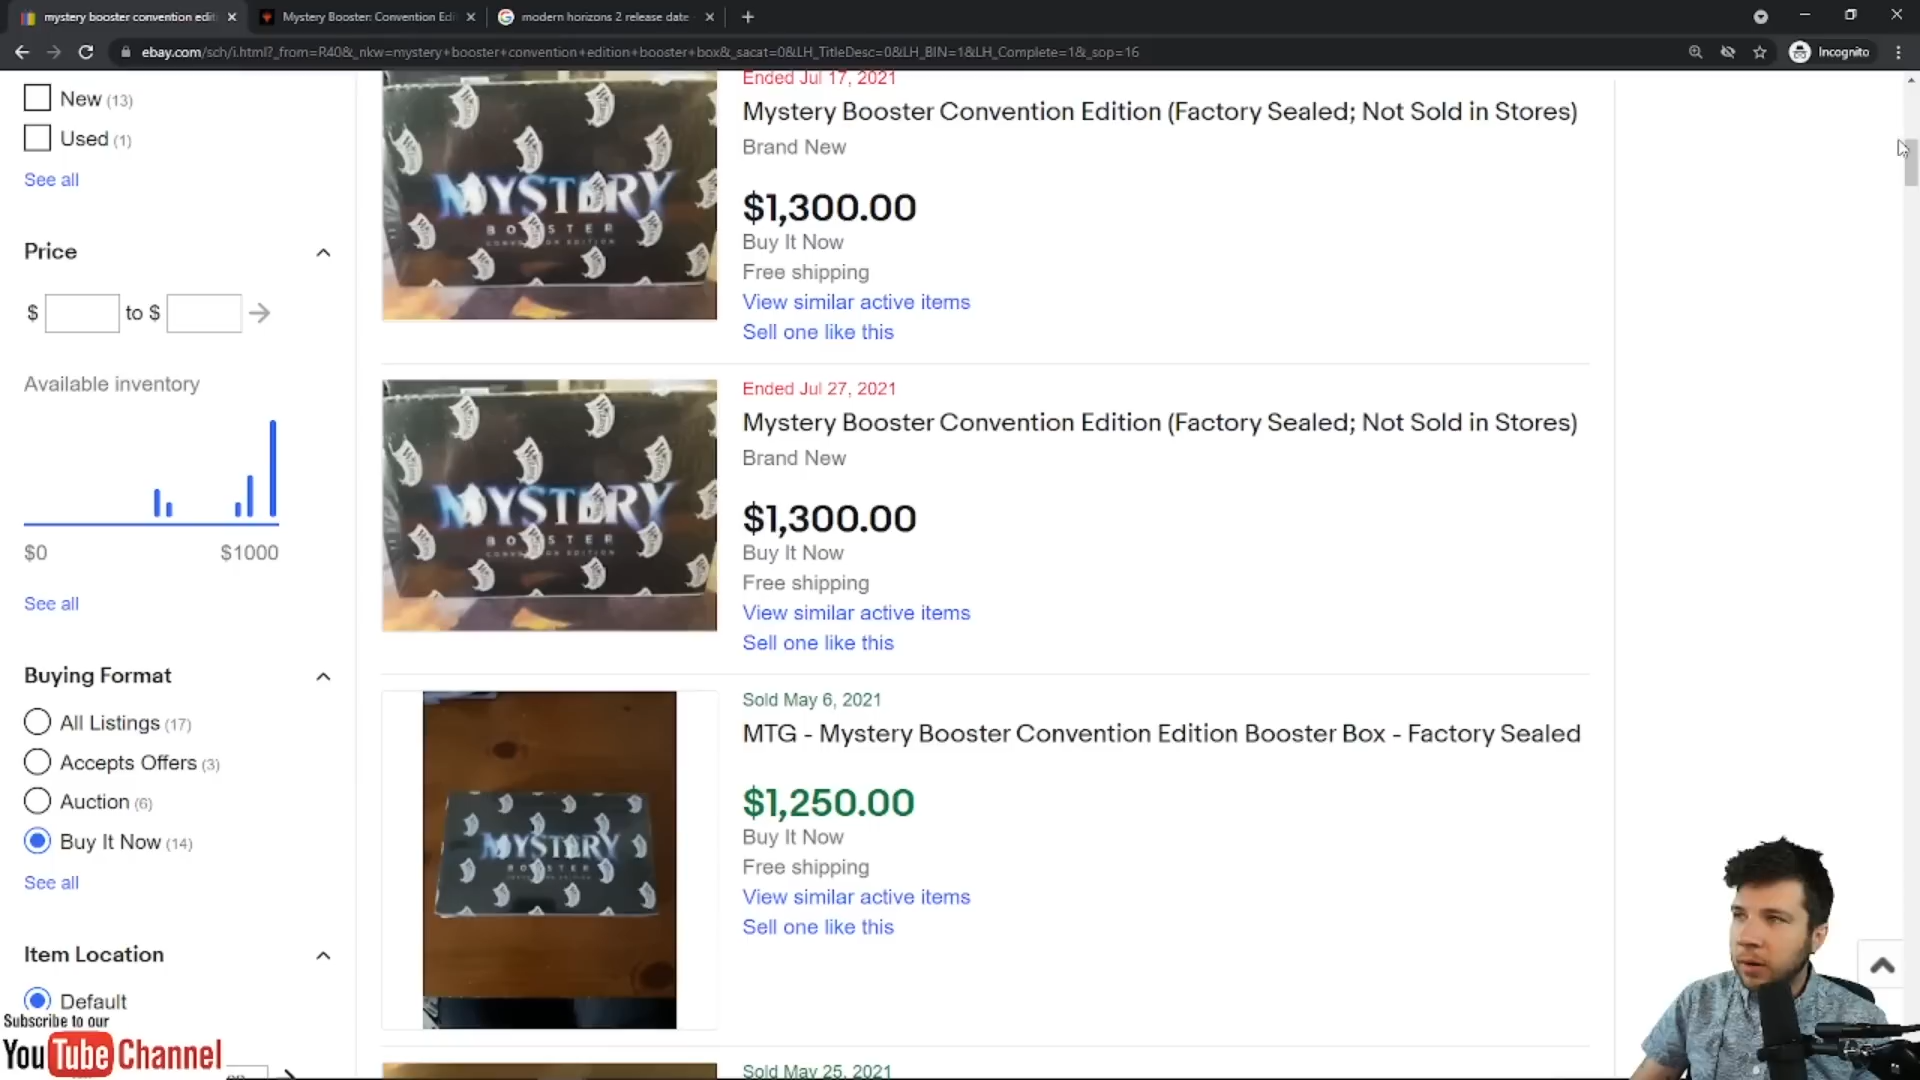 mystery booster convention edit
Mystery Booster: Convention Edi
modern horizons 2 release date
ebay.com/sch/i.html?_from=R40&_nkw=mystery+booster+convention+edition+booster+box&_sacat=0&LH_TitleDesc=0&LH_BIN=1&LH_Complete=1&_sop=16
Incognito
New (13)
Used (1)
See all
Price
$ to $
Available inventory
$0 $1000
See all
Buying Format
All Listings (17)
Accepts Offers (3)
Auction (6)
Buy It Now (14)
See all
Item Location
Default
Subscribe to our
YouTube Channel
Ended Jul 17, 2021
Mystery Booster Convention Edition (Factory Sealed; Not Sold in Stores)
Brand New
$1,300.00
Buy It Now
Free shipping
View similar active items
Sell one like this
MYSTERY
BOOSTER
CONVENTION EDITION
Ended Jul 27, 2021
Mystery Booster Convention Edition (Factory Sealed; Not Sold in Stores)
Brand New
$1,300.00
Buy It Now
Free shipping
View similar active items
Sell one like this
MYSTERY
BOOSTER
CONVENTION EDITION
Sold May 6, 2021
MTG - Mystery Booster Convention Edition Booster Box - Factory Sealed
$1,250.00
Buy It Now
Free shipping
View similar active items
Sell one like this
MYSTERY
BOOSTER
Sold May 25, 2021